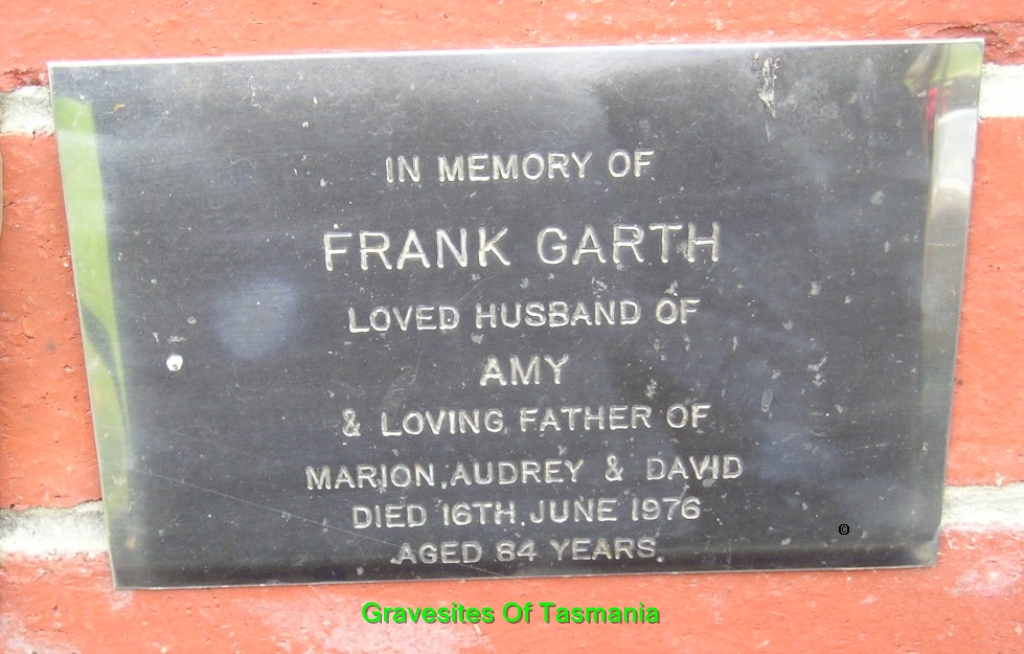 IN MEMORY OF
FRANK GARTH
LOVED HUSBAND OF
AMY
& LOVING FATHER OF
MARION, AUDREY & DAVID
DIED 16TH. JUNE 1976
AGED 84 YEARS.
©
Gravesites Of Tasmania